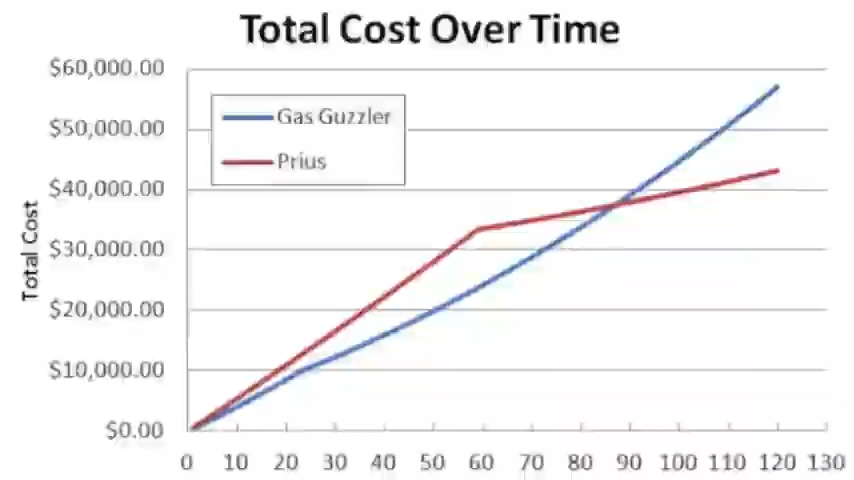 Total Cost Over Time
$60,000.00
$50,000.00
$40,000.00
$30,000.00
$20,000.00
$10,000.00
$0.00
Total Cost
Gas Guzzler
Prius
0 10 20 30 40 50 60 70 80 90 100 110 120 130